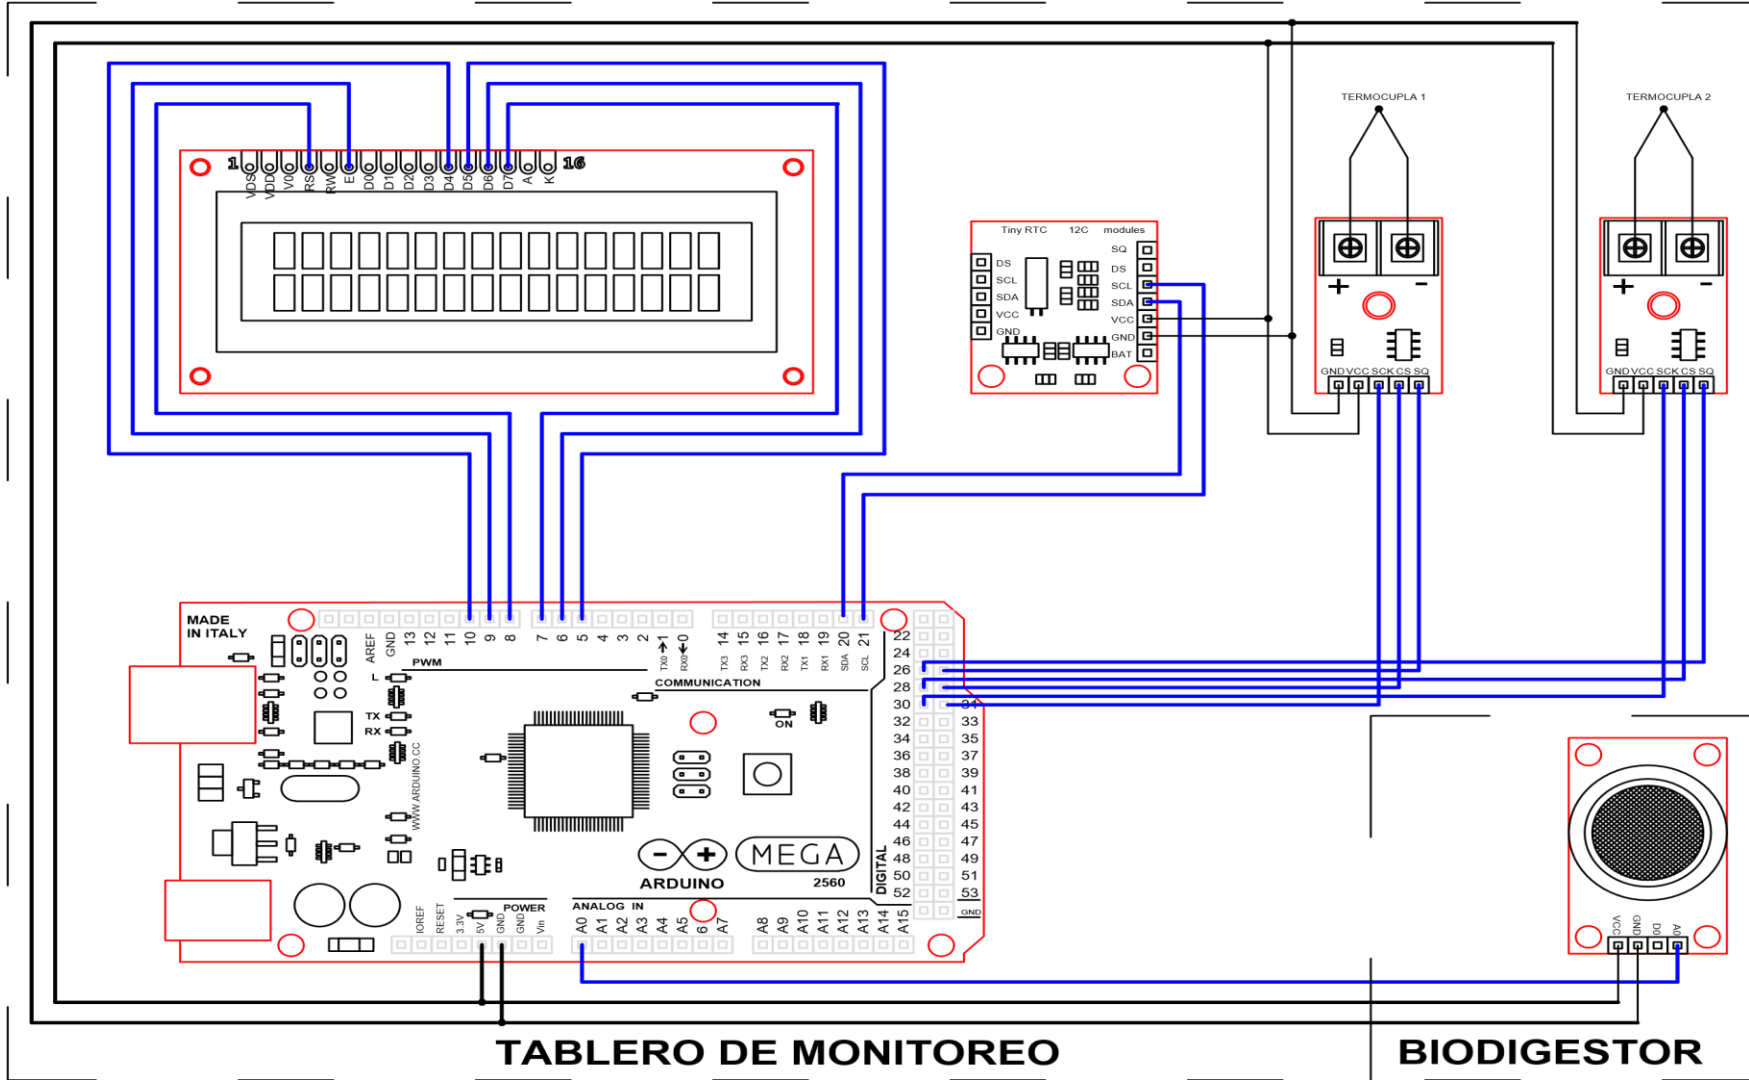 TERMOCUPLA 1
TERMOCUPLA 2
1 16
VDS VDD V0 RS RW E D0 D1 D2 D3 D4 D5 D6 D7 A K
Tiny RTC 12C modules
DS
SCL
SDA
VCC
GND
SQ
DS
SCL
SDA
VCC
GND
BAT
+ -
GND VCC SCK CS SQ
+ -
GND VCC SCK CS SQ
MADE
IN ITALY
AREF GND 13 12 11 10 9 8 7 6 5 4 3 2 1 0 14 15 16 17 18 19 20 21
TX0 RX0 TX3 RX3 TX2 RX2 TX1 RX1 SDA SCL
PWM
COMMUNICATION
L
TX
RX
ON
WWW.ARDUINO.CC
22
24
26
28
30 31
32 33
34 35
36 37
38 39
40 41
42 43
44 45
46 47
48 49
50 51
52 53
GND
DIGITAL
MEGA
ARDUINO
2560
POWER
ANALOG IN
IOREF RESET 3.3V 5V GND GND Vin
A0 A1 A2 A3 A4 A5 6 A7 A8 A9 A10 A11 A12 A13 A14 A15
VCC GND D0 A0
TABLERO DE MONITOREO
BIODIGESTOR